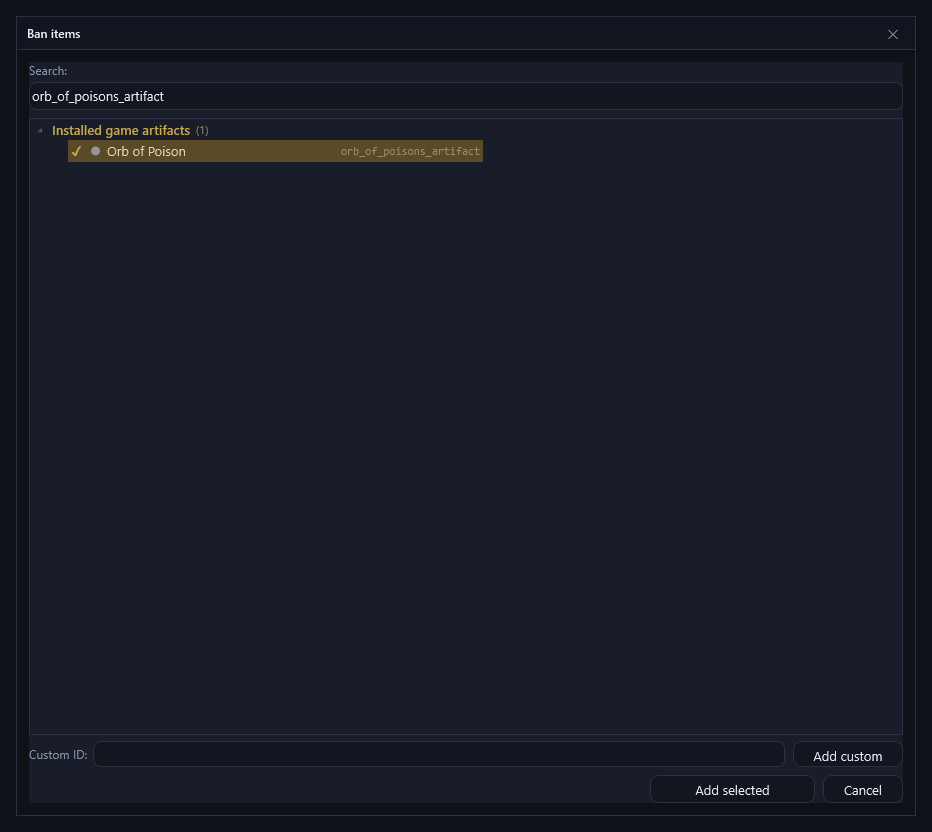 Ban items
Search:
orb_of_poisons_artifact
Installed game artifacts (1)
✓ Orb of Poison orb_of_poisons_artifact
Custom ID: Add custom
Add selected Cancel